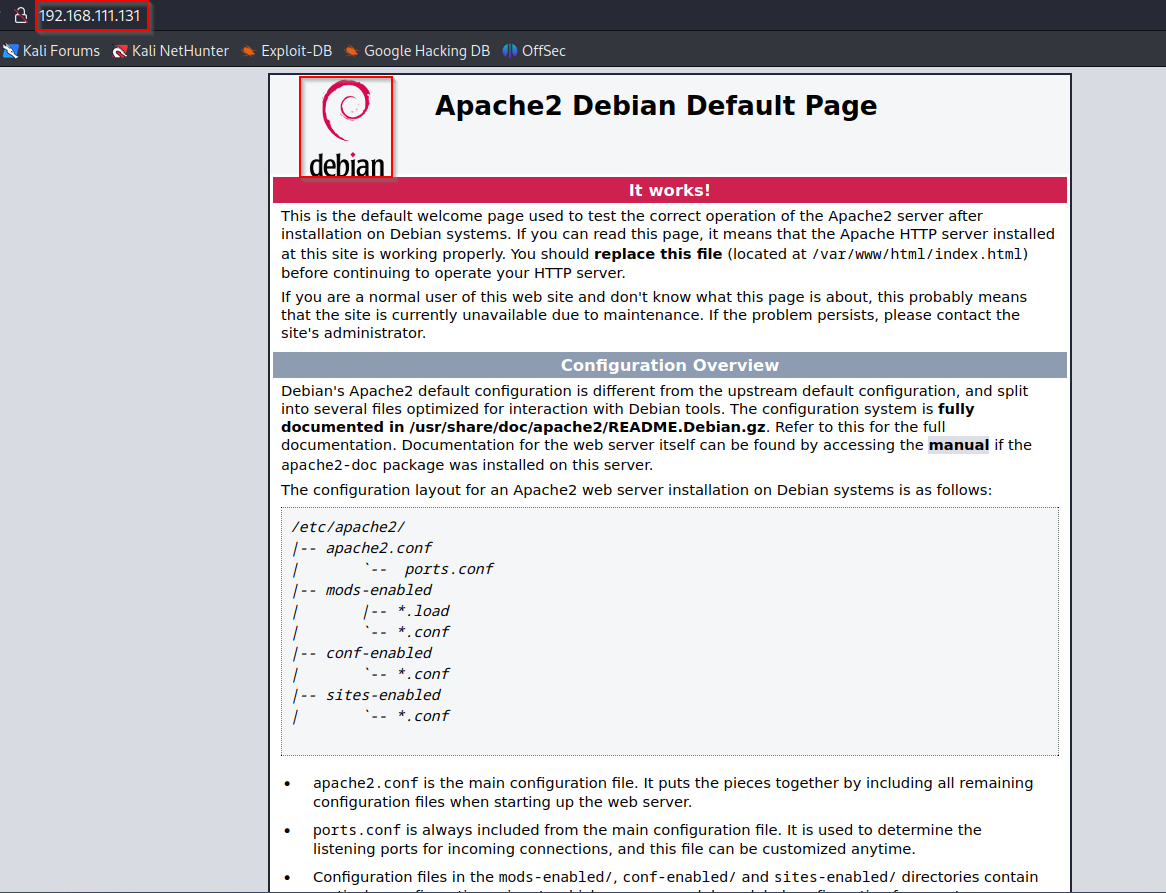 192.168.111.131
Kali Forums Kali NetHunter Exploit-DB Google Hacking DB OffSec
debian
Apache2 Debian Default Page
It works!
This is the default welcome page used to test the correct operation of the Apache2 server after
installation on Debian systems. If you can read this page, it means that the Apache HTTP server installed
at this site is working properly. You should replace this file (located at /var/www/html/index.html)
before continuing to operate your HTTP server.
If you are a normal user of this web site and don't know what this page is about, this probably means
that the site is currently unavailable due to maintenance. If the problem persists, please contact the
site's administrator.
Configuration Overview
Debian's Apache2 default configuration is different from the upstream default configuration, and split
into several files optimized for interaction with Debian tools. The configuration system is fully
documented in /usr/share/doc/apache2/README.Debian.gz. Refer to this for the full
documentation. Documentation for the web server itself can be found by accessing the manual if the
apache2-doc package was installed on this server.
The configuration layout for an Apache2 web server installation on Debian systems is as follows:
/etc/apache2/
|-- apache2.conf
|       `--  ports.conf
|-- mods-enabled
|       |-- *.load
|       `-- *.conf
|-- conf-enabled
|       `-- *.conf
|-- sites-enabled
|       `-- *.conf
• apache2.conf is the main configuration file. It puts the pieces together by including all remaining
configuration files when starting up the web server.
• ports.conf is always included from the main configuration file. It is used to determine the
listening ports for incoming connections, and this file can be customized anytime.
• Configuration files in the mods-enabled/, conf-enabled/ and sites-enabled/ directories contain